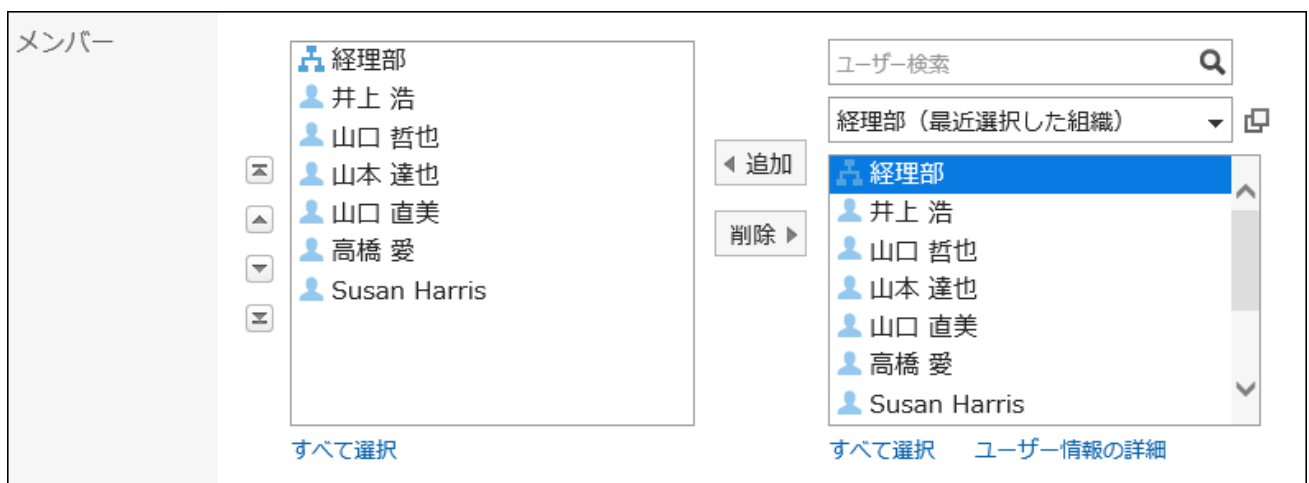 メンバー
経理部
井上 浩
山口 哲也
山本 達也
山口 直美
高橋 愛
Susan Harris
すべて選択
追加
削除
ユーザー検索
経理部（最近選択した組織）
経理部
井上 浩
山口 哲也
山本 達也
山口 直美
高橋 愛
Susan Harris
すべて選択 ユーザー情報の詳細